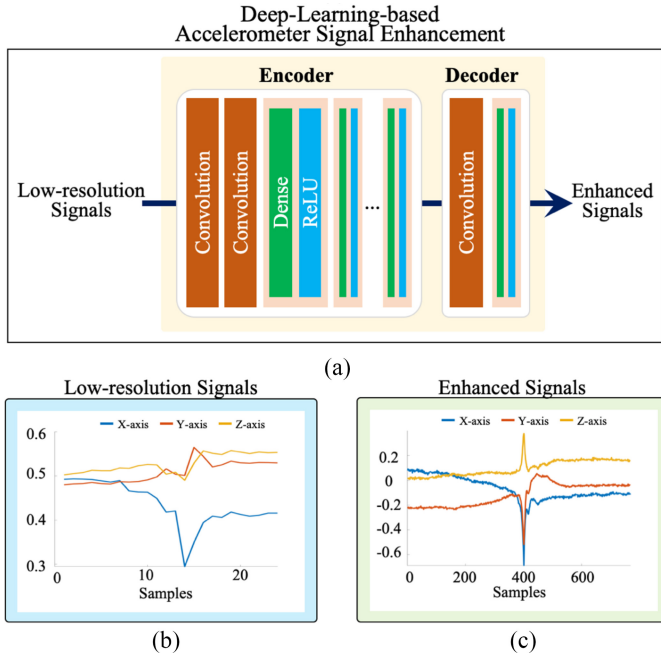 Deep-Learning-based
Accelerometer Signal Enhancement
Encoder
Decoder
Low-resolution
Signals
Convolution
Convolution
Dense
ReLU
...
Convolution
Enhanced
Signals
(a)
Low-resolution Signals
X-axis Y-axis Z-axis
0.6
0.5
0.4
0.3
0 10 20
Samples
(b)
Enhanced Signals
X-axis Y-axis Z-axis
0.2
0
-0.2
-0.4
-0.6
0 200 400 600
Samples
(c)